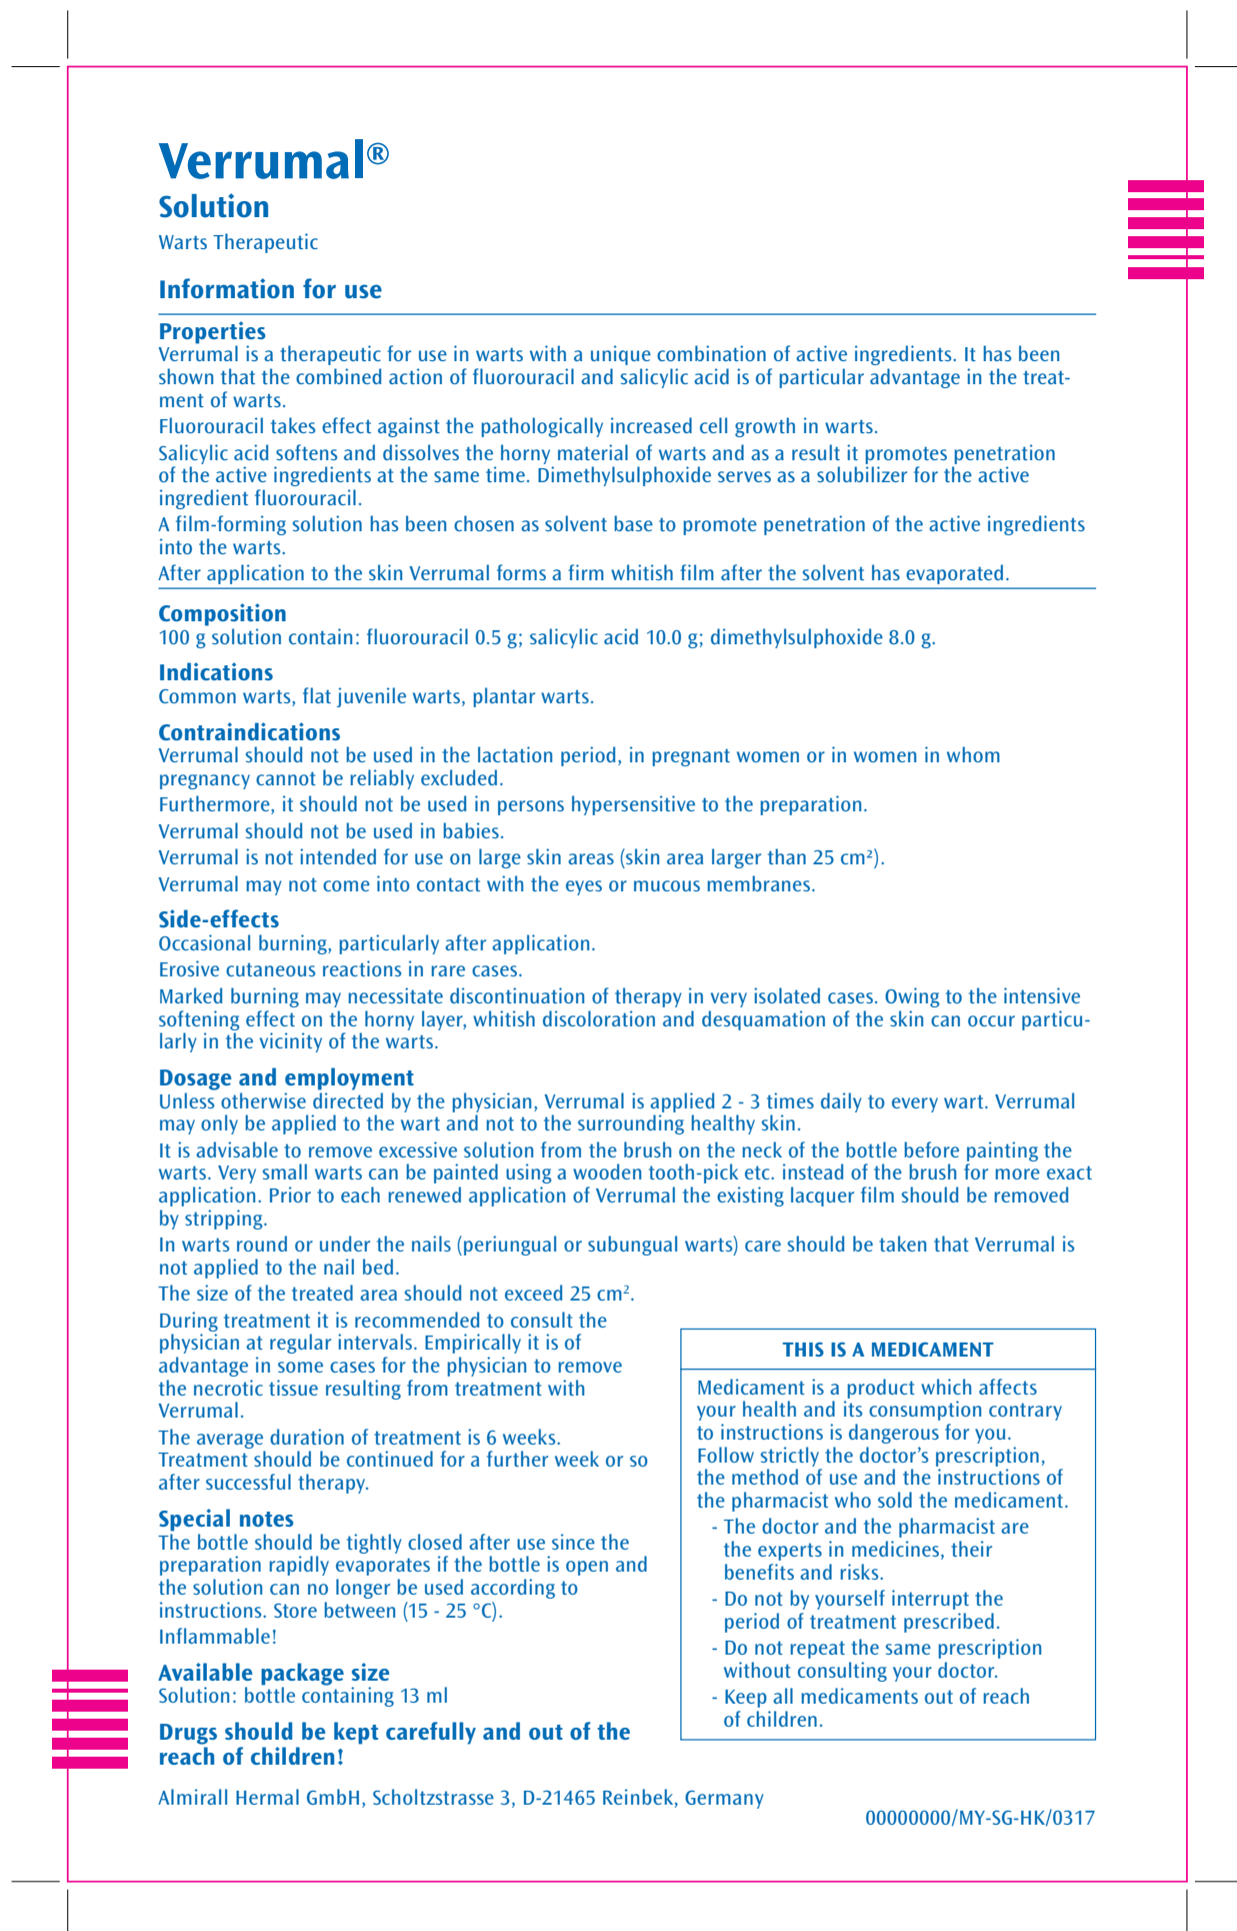 Verrumal®
Solution
Warts Therapeutic
Information for use
Properties
Verrumal is a therapeutic for use in warts with a unique combination of active ingredients. It has been
shown that the combined action of fluorouracil and salicylic acid is of particular advantage in the treat-
ment of warts.
Fluorouracil takes effect against the pathologically increased cell growth in warts.
Salicylic acid softens and dissolves the horny material of warts and as a result it promotes penetration
of the active ingredients at the same time. Dimethylsulphoxide serves as a solubilizer for the active
ingredient fluorouracil.
A film-forming solution has been chosen as solvent base to promote penetration of the active ingredients
into the warts.
After application to the skin Verrumal forms a firm whitish film after the solvent has evaporated.
Composition
100 g solution contain: fluorouracil 0.5 g; salicylic acid 10.0 g; dimethylsulphoxide 8.0 g.
Indications
Common warts, flat juvenile warts, plantar warts.
Contraindications
Verrumal should not be used in the lactation period, in pregnant women or in women in whom
pregnancy cannot be reliably excluded.
Furthermore, it should not be used in persons hypersensitive to the preparation.
Verrumal should not be used in babies.
Verrumal is not intended for use on large skin areas (skin area larger than 25 cm²).
Verrumal may not come into contact with the eyes or mucous membranes.
Side-effects
Occasional burning, particularly after application.
Erosive cutaneous reactions in rare cases.
Marked burning may necessitate discontinuation of therapy in very isolated cases. Owing to the intensive
softening effect on the horny layer, whitish discoloration and desquamation of the skin can occur particu-
larly in the vicinity of the warts.
Dosage and employment
Unless otherwise directed by the physician, Verrumal is applied 2 - 3 times daily to every wart. Verrumal
may only be applied to the wart and not to the surrounding healthy skin.
It is advisable to remove excessive solution from the brush on the neck of the bottle before painting the
warts. Very small warts can be painted using a wooden tooth-pick etc. instead of the brush for more exact
application. Prior to each renewed application of Verrumal the existing lacquer film should be removed
by stripping.
In warts round or under the nails (periungual or subungual warts) care should be taken that Verrumal is
not applied to the nail bed.
The size of the treated area should not exceed 25 cm².
During treatment it is recommended to consult the
physician at regular intervals. Empirically it is of
advantage in some cases for the physician to remove
the necrotic tissue resulting from treatment with
Verrumal.
The average duration of treatment is 6 weeks.
Treatment should be continued for a further week or so
after successful therapy.
Special notes
The bottle should be tightly closed after use since the
preparation rapidly evaporates if the bottle is open and
the solution can no longer be used according to
instructions. Store between (15 - 25 °C).
Inflammable!
Available package size
Solution: bottle containing 13 ml
Drugs should be kept carefully and out of the
reach of children!
THIS IS A MEDICAMENT
Medicament is a product which affects
your health and its consumption contrary
to instructions is dangerous for you.
Follow strictly the doctor's prescription,
the method of use and the instructions of
the pharmacist who sold the medicament.
- The doctor and the pharmacist are
the experts in medicines, their
benefits and risks.
- Do not by yourself interrupt the
period of treatment prescribed.
- Do not repeat the same prescription
without consulting your doctor.
- Keep all medicaments out of reach
of children.
Almirall Hermal GmbH, Scholtzstrasse 3, D-21465 Reinbek, Germany
00000000/MY-SG-HK/0317